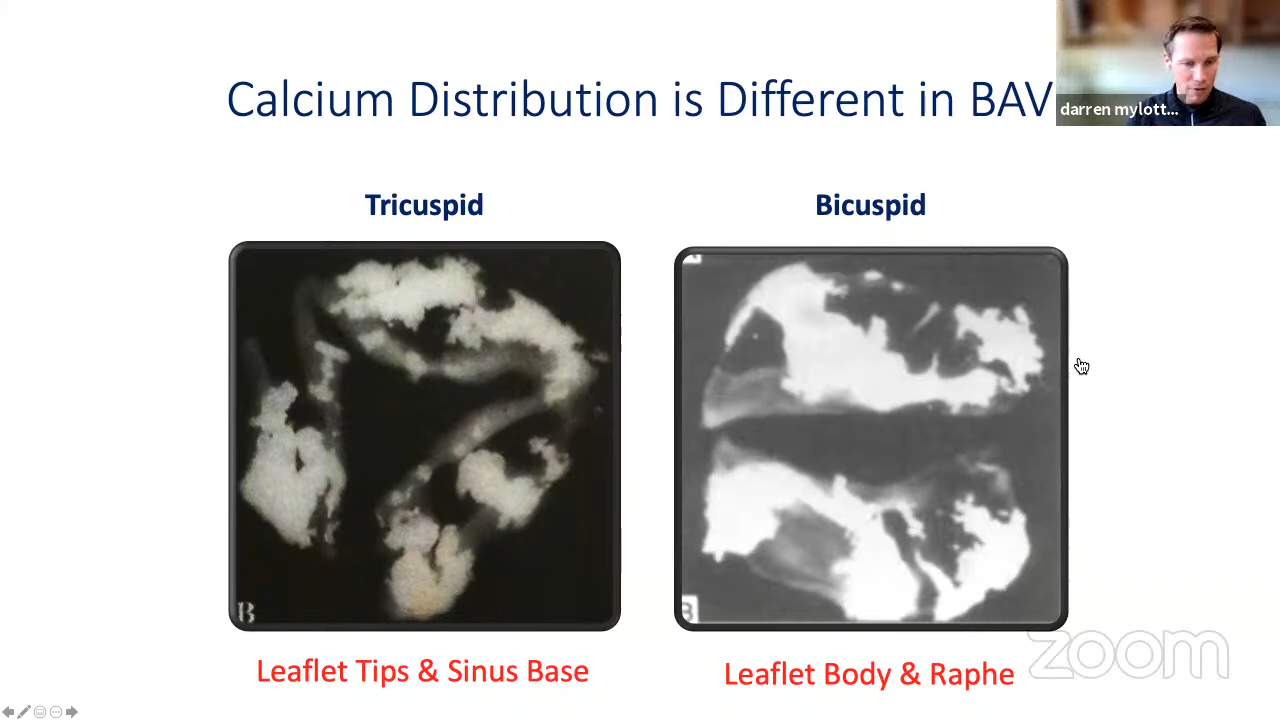 Calcium Distribution is Different in BAV
darren mylott...
Tricuspid
Bicuspid
B
B
Leaflet Tips & Sinus Base
Leaflet Body & Raphe
zoom